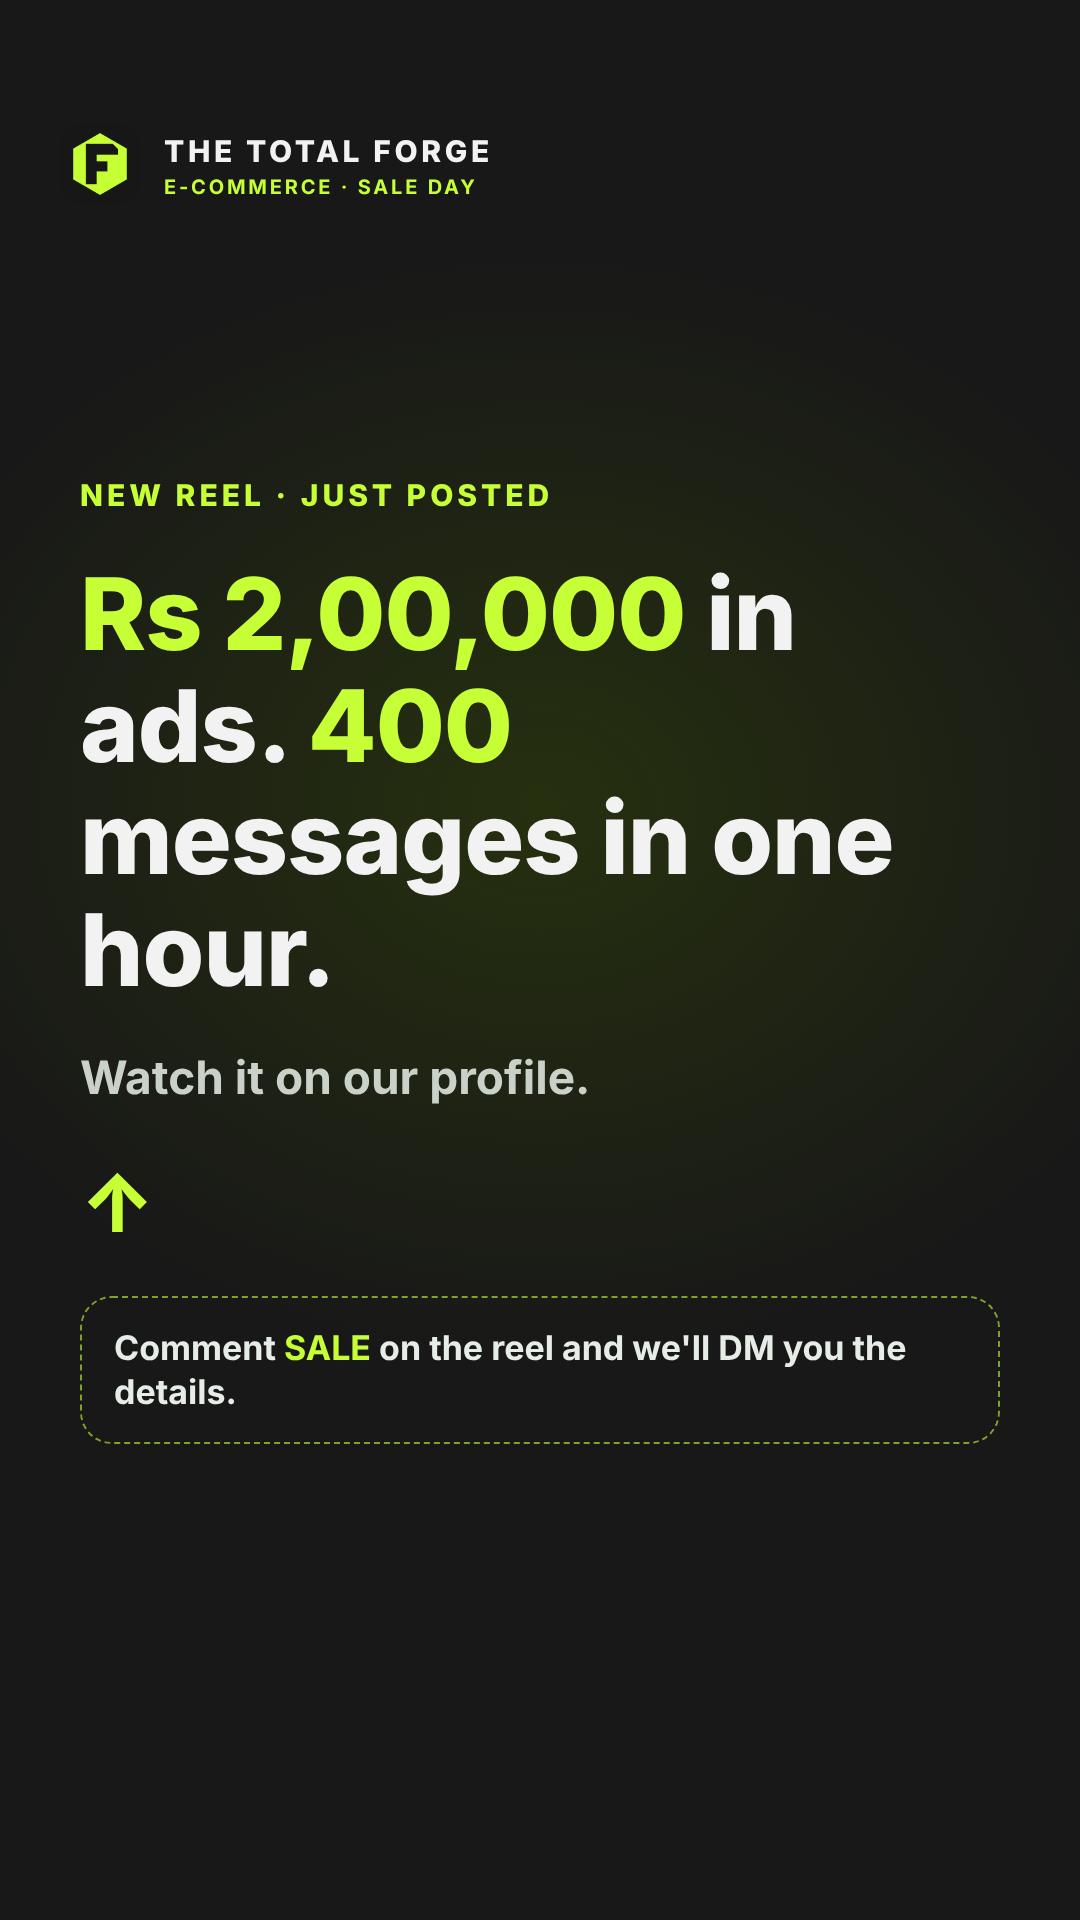 THE TOTAL FORGE
E-COMMERCE · SALE DAY
NEW REEL · JUST POSTED
Rs 2,00,000 in
ads. 400
messages in one
hour.
Watch it on our profile.
↑
Comment SALE on the reel and we'll DM you the
details.